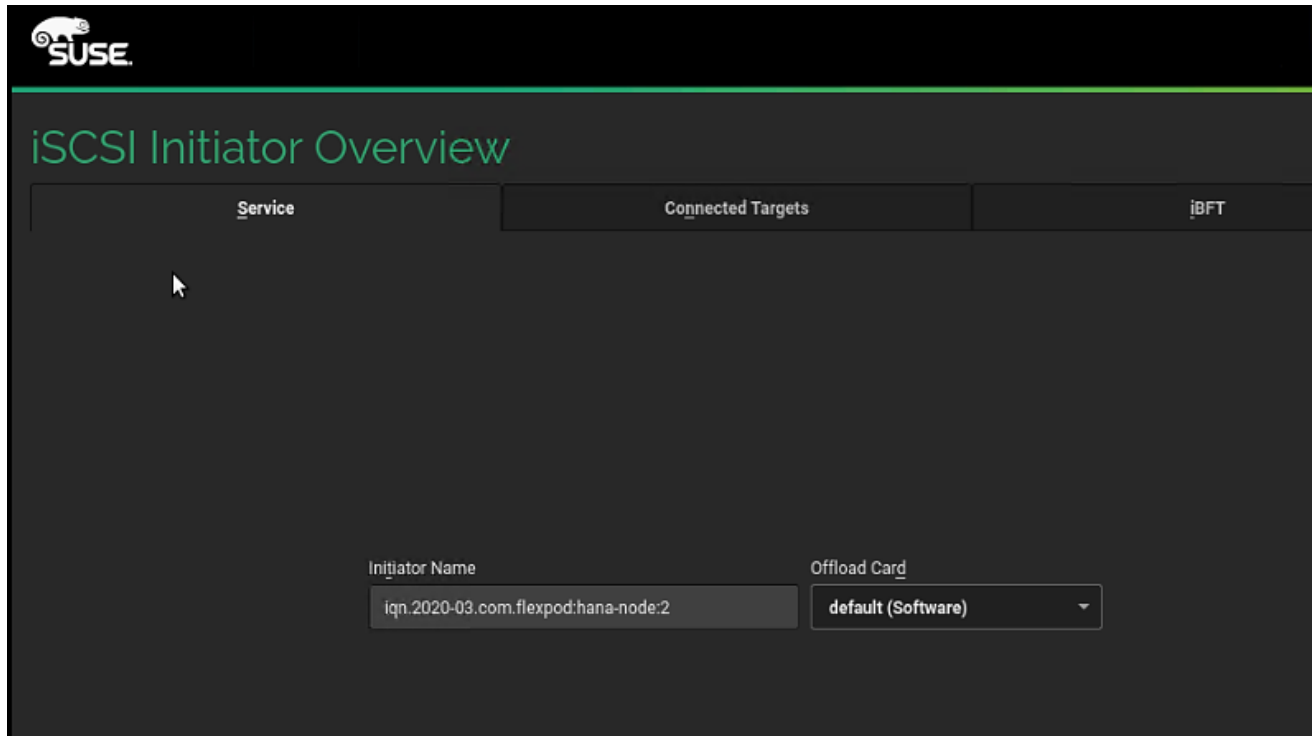 SUSE.
iSCSI Initiator Overview
Service Connected Targets iBFT
Initiator Name Offload Card
iqn.2020-03.com.flexpod:hana-node:2 default (Software)